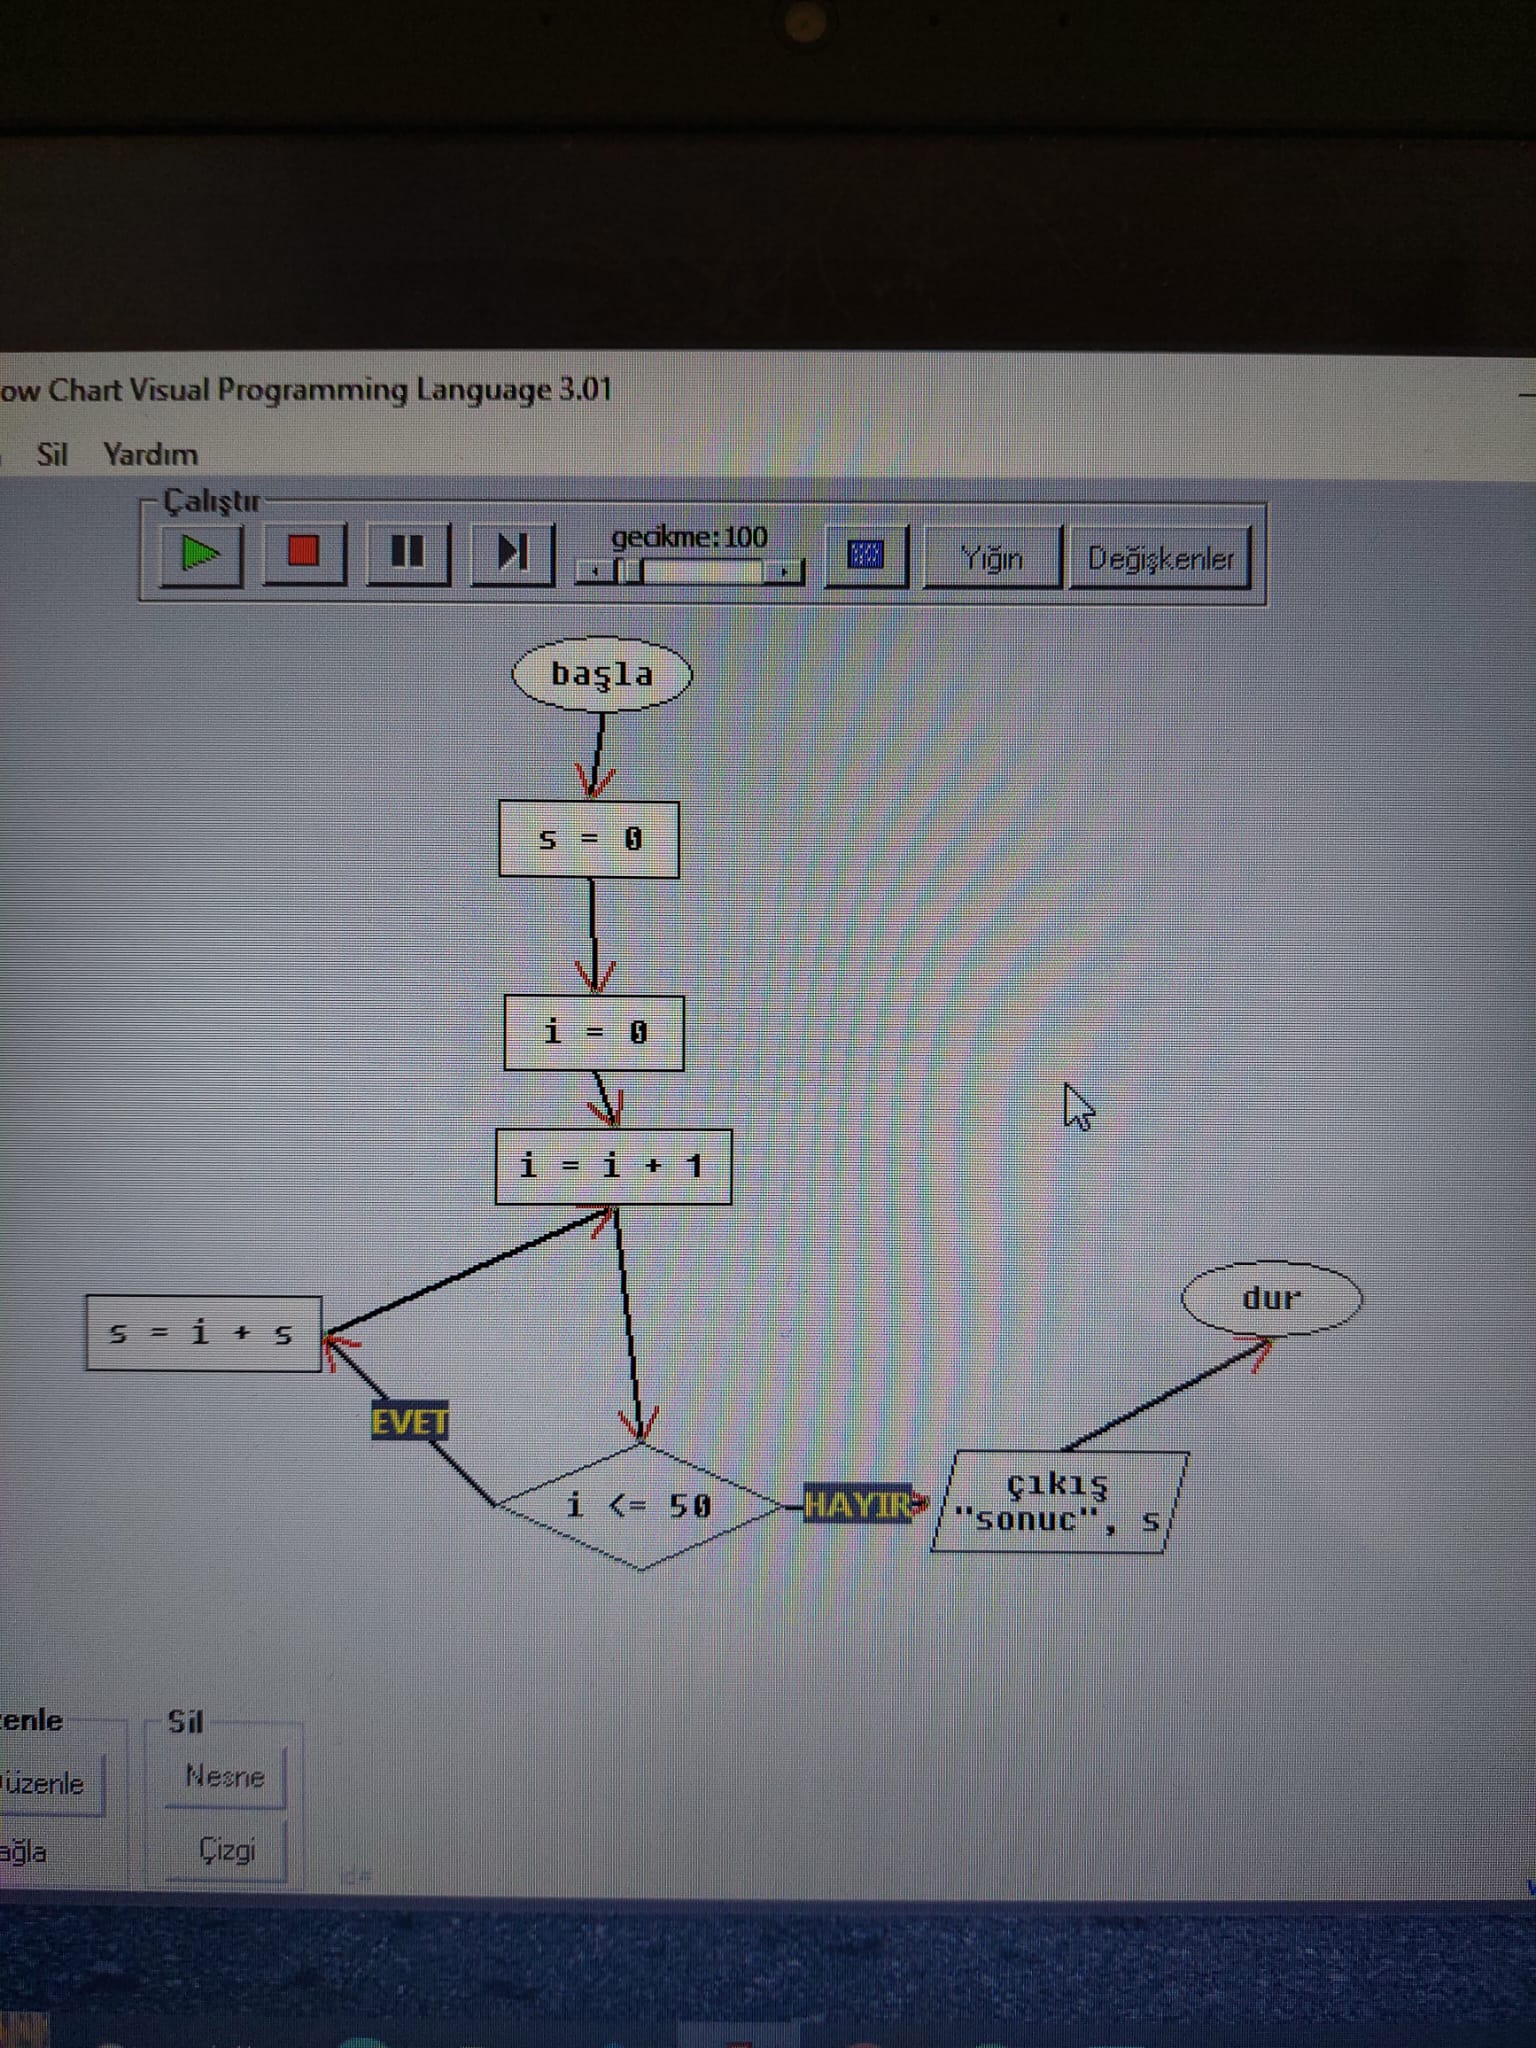 ow Chart Visual Programming Language 3.01
Sil Yardım
Çalıştır
gecikme:100
Yığın
Değişkenler
başla
s = 0
i = 0
i = i + 1
s = i + s
dur
EVET
i <= 50
HAYIR
çıkış
"sonuc", s
enle
Sil
üzenle
Nesne
ağla
Çizgi